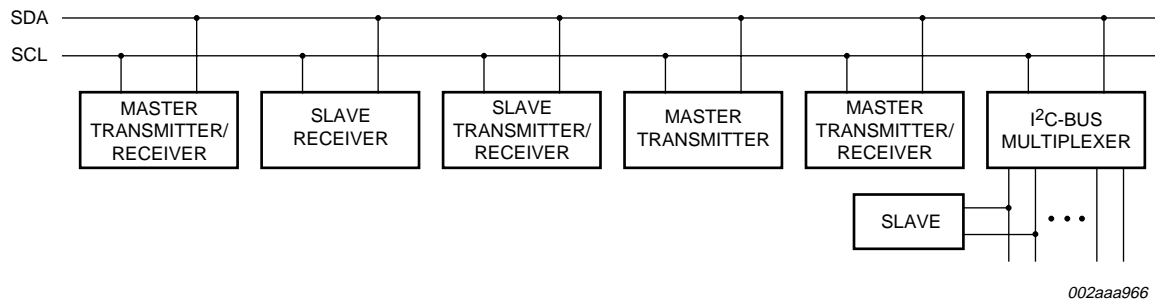 SDA
SCL
MASTER
TRANSMITTER/
RECEIVER
SLAVE
RECEIVER
SLAVE
TRANSMITTER/
RECEIVER
MASTER
TRANSMITTER
MASTER
TRANSMITTER/
RECEIVER
I²C-BUS
MULTIPLEXER
SLAVE
002aaa966